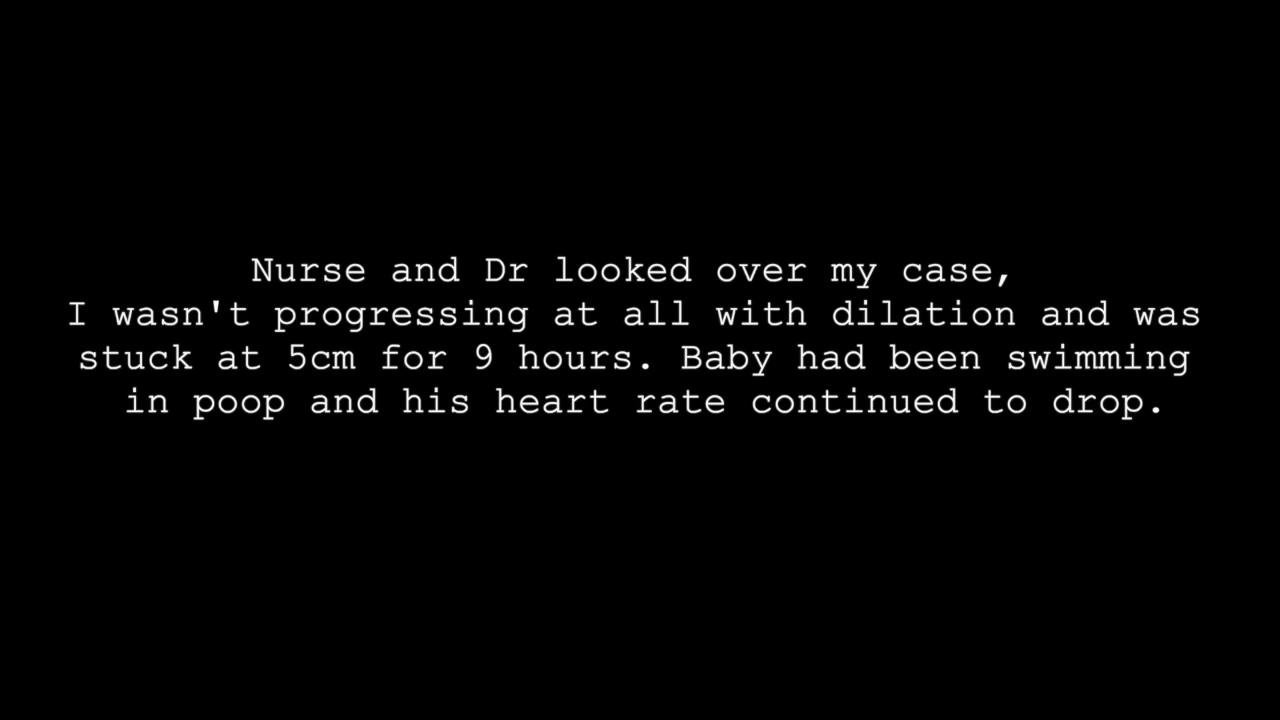 Nurse and Dr looked over my case,
I wasn't progressing at all with dilation and was
stuck at 5cm for 9 hours. Baby had been swimming
in poop and his heart rate continued to drop.